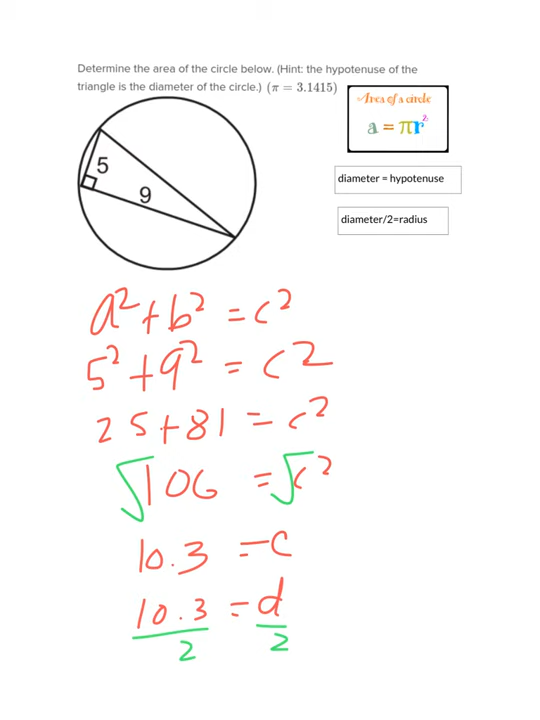 Determine the area of the circle below. (Hint: the hypotenuse of the
triangle is the diameter of the circle.) (π = 3.1415)
Area of a circle
a = πr²
diameter = hypotenuse
diameter/2=radius
5
9
a² + b² = c²
5² + 9² = c²
25 + 81 = c²
√106 = √c²
10.3 = c
10.3 = d
2 2